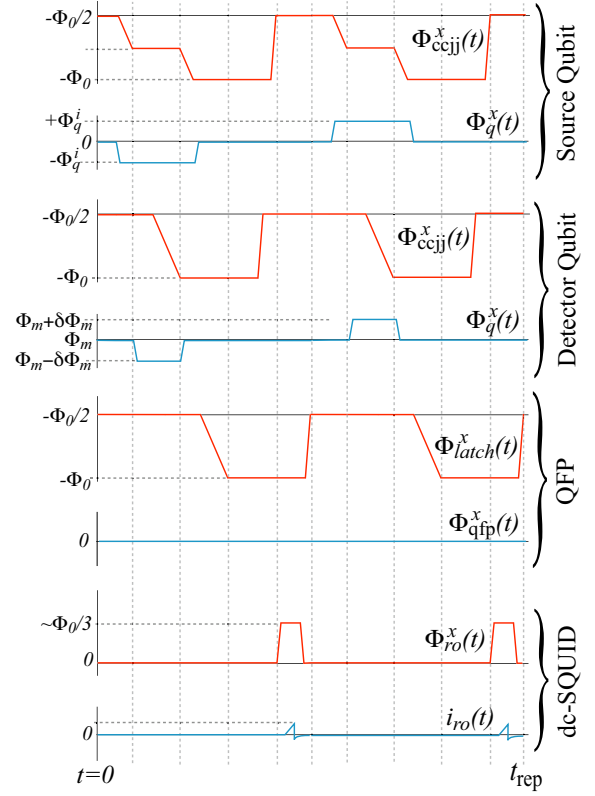 -Φ₀/2
Φˣccjj(t)
-Φ₀
+Φⁱq
Φˣq(t)
0
-Φⁱq
Source Qubit
-Φ₀/2
Φˣccjj(t)
-Φ₀
Φm+δΦm
Φˣq(t)
Φm
Φm−δΦm
Detector Qubit
-Φ₀/2
Φˣlatch(t)
-Φ₀
Φˣqfp(t)
0
QFP
~Φ₀/3
Φˣro(t)
0
iro(t)
0
dc-SQUID
t=0
trep